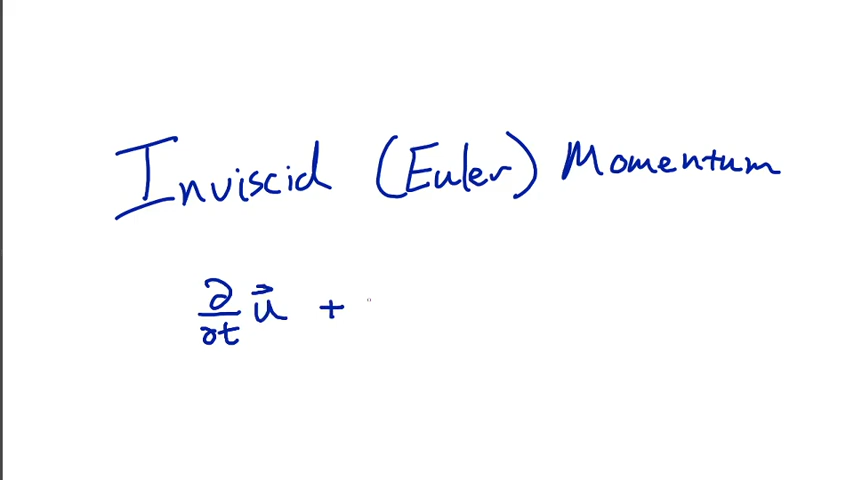 Inviscid (Euler) Momentum
∂/∂t u⃗ +